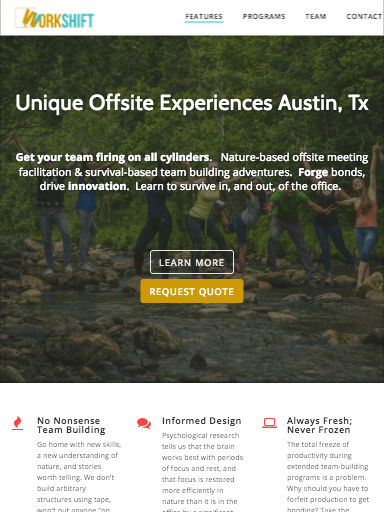 WORKSHIFT
FEATURES PROGRAMS TEAM CONTACT
Unique Offsite Experiences Austin, Tx
Get your team firing on all cylinders. Nature-based offsite meeting
facilitation & survival-based team building adventures. Forge bonds,
drive innovation. Learn to survive in, and out, of the office.
LEARN MORE
REQUEST QUOTE
No Nonsense
Team Building
Go home with new skills,
a new understanding of
nature, and stories
worth telling. We don't
build arbitrary
structures using tape,
won't put anyone "on
Informed Design
Psychological research
tells us that the brain
works best with periods
of focus and rest, and
that focus is restored
more efficiently in
nature than it is in the
office by a significant
Always Fresh;
Never Frozen
The total freeze of
productivity during
extended team-building
programs is a problem.
Why should you have to
forfeit production to get
bonding? Take the